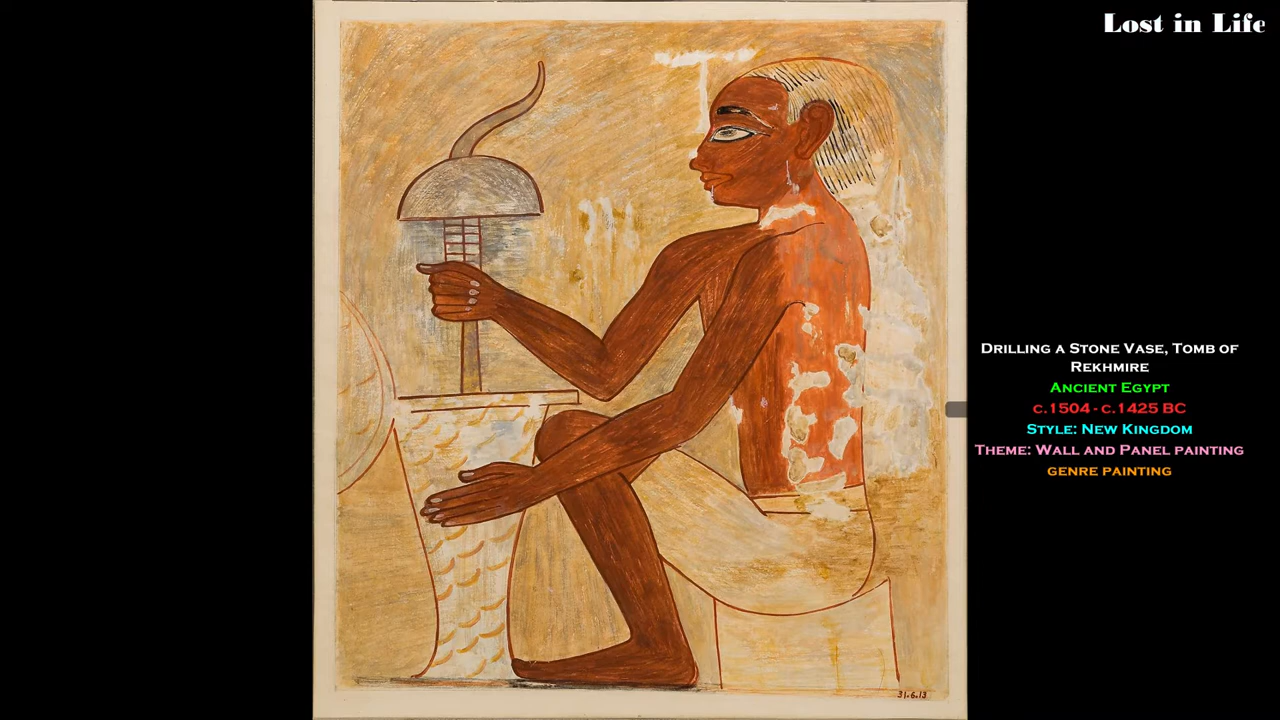 Lost in Life
Drilling a Stone Vase, Tomb of
Rekhmire
Ancient Egypt
c.1504 - c.1425 BC
Style: New Kingdom
Theme: Wall and Panel painting
genre painting
31.6.13